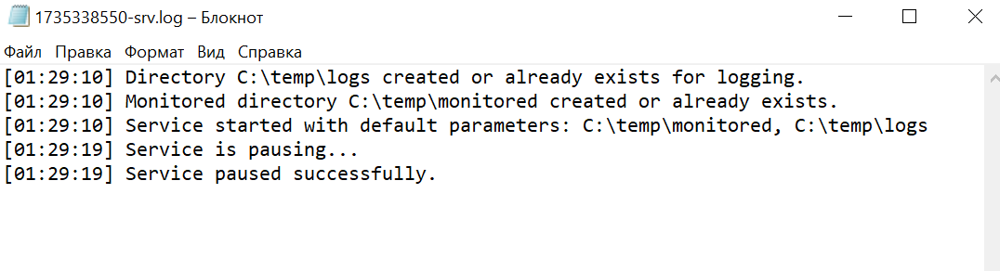 1735338550-srv.log – Блокнот
Файл Правка Формат Вид Справка
[01:29:10] Directory C:\temp\logs created or already exists for logging.
[01:29:10] Monitored directory C:\temp\monitored created or already exists.
[01:29:10] Service started with default parameters: C:\temp\monitored, C:\temp\logs
[01:29:19] Service is pausing...
[01:29:19] Service paused successfully.